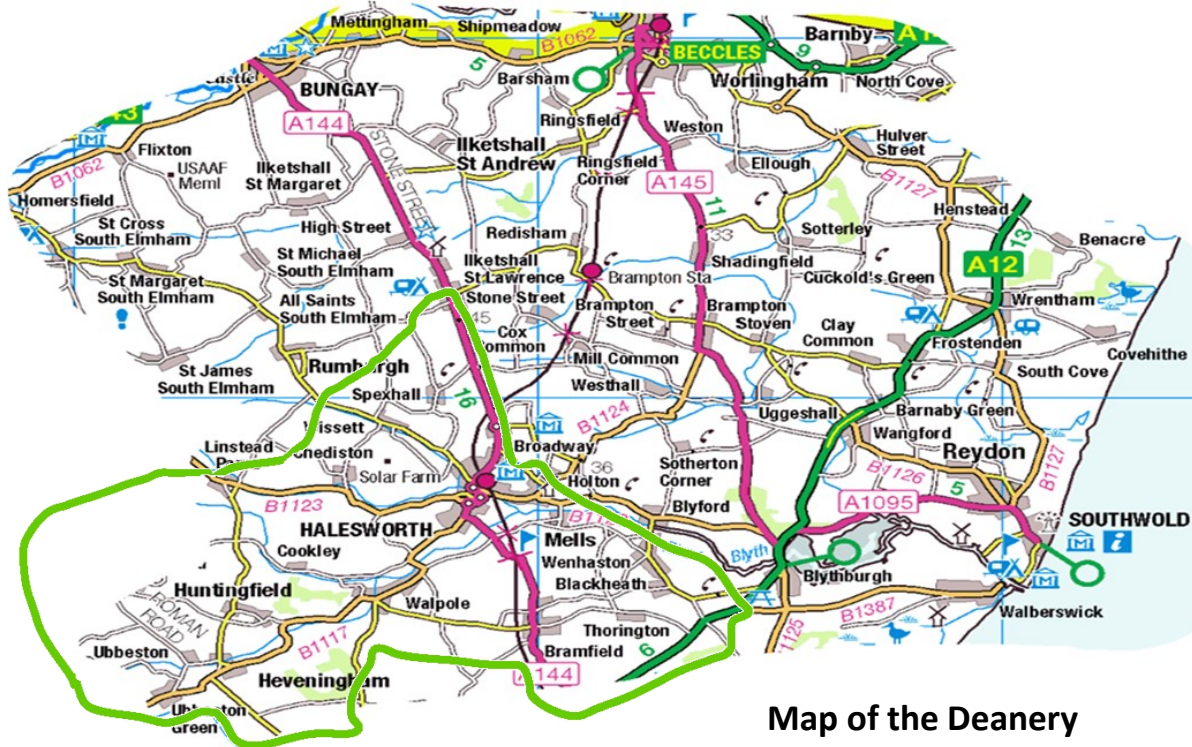 Mettingham
Shipmeadow
B1062
5
Barsham
BECCLES
9
Barnby
Worlingham
North Cove
BUNGAY
A144
43
Flixton
B1062
USAAF
Meml
Homersfield
Ilketshall
St Margaret
STONE STREET
Ilketshall
St Andrew
Ringsfield
Ringsfield
Corner
Weston
Ellough
Hulver
Street
B1127
A145
11
33
Henstead
Benacre
13
A12
St Cross
South Elmham
High Street
St Michael
South Elmham
St Margaret
South Elmham
All Saints
South Elmham
Redisham
Ilketshall
St Lawrence
Stone Street
45
Brampton Sta
Brampton
Street
Shadingfield
Sotterley
Cuckold's Green
Wrentham
Brampton
Stoven
Clay
Common
Frostenden
Covehithe
South Cove
St James
South Elmham
Rumburgh
Spexhall
16
Cox
Common
Mill Common
Westhall
Uggeshall
Barnaby Green
Wangford
Reydon
B1127
B1126
5
B1124
Broadway
36
Holton
Sotherton
Corner
Linstead
Solar Farm
B1123
HALESWORTH
Blyford
A1095
SOUTHWOLD
i
Cookley
Mells
Wenhaston
Blackheath
Blyth
Blythburgh
B1387
Walberswick
Huntingfield
ROMAN
ROAD
Walpole
Thorington
Bramfield
6
Ubbeston
B1117
Heveningham
A144
Ubbeston
Green
Map of the Deanery